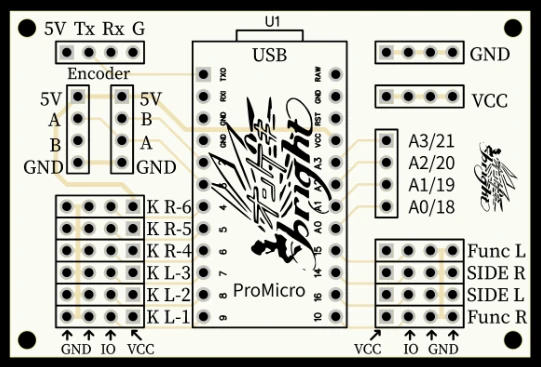 5V Tx Rx G
U1
USB
GND
Encoder
5V
5V
VCC
A
B
B
A
GND
GND
TXO
RXI
GND
GND
2
3
4
5
6
7
8
9
RAW
GND
RST
VCC
A3
A2
A1
A0
15
14
16
10
A3/21
A2/20
A1/19
A0/18
bright
bright
K R-6
K R-5
K R-4
K L-3
K L-2
K L-1
ProMicro
Func L
SIDE R
SIDE L
Func R
GND IO VCC
VCC IO GND